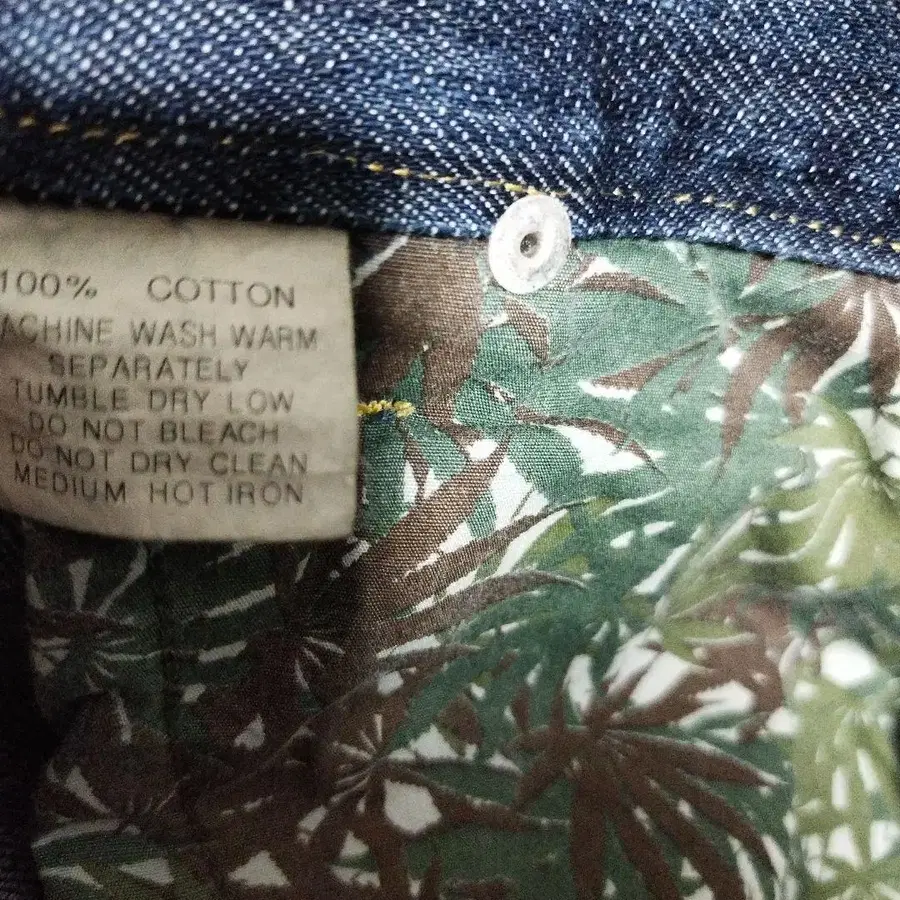 100% COTTON
ACHINE WASH WARM
SEPARATELY
TUMBLE DRY LOW
DO NOT BLEACH
DO NOT DRY CLEAN
MEDIUM HOT IRON